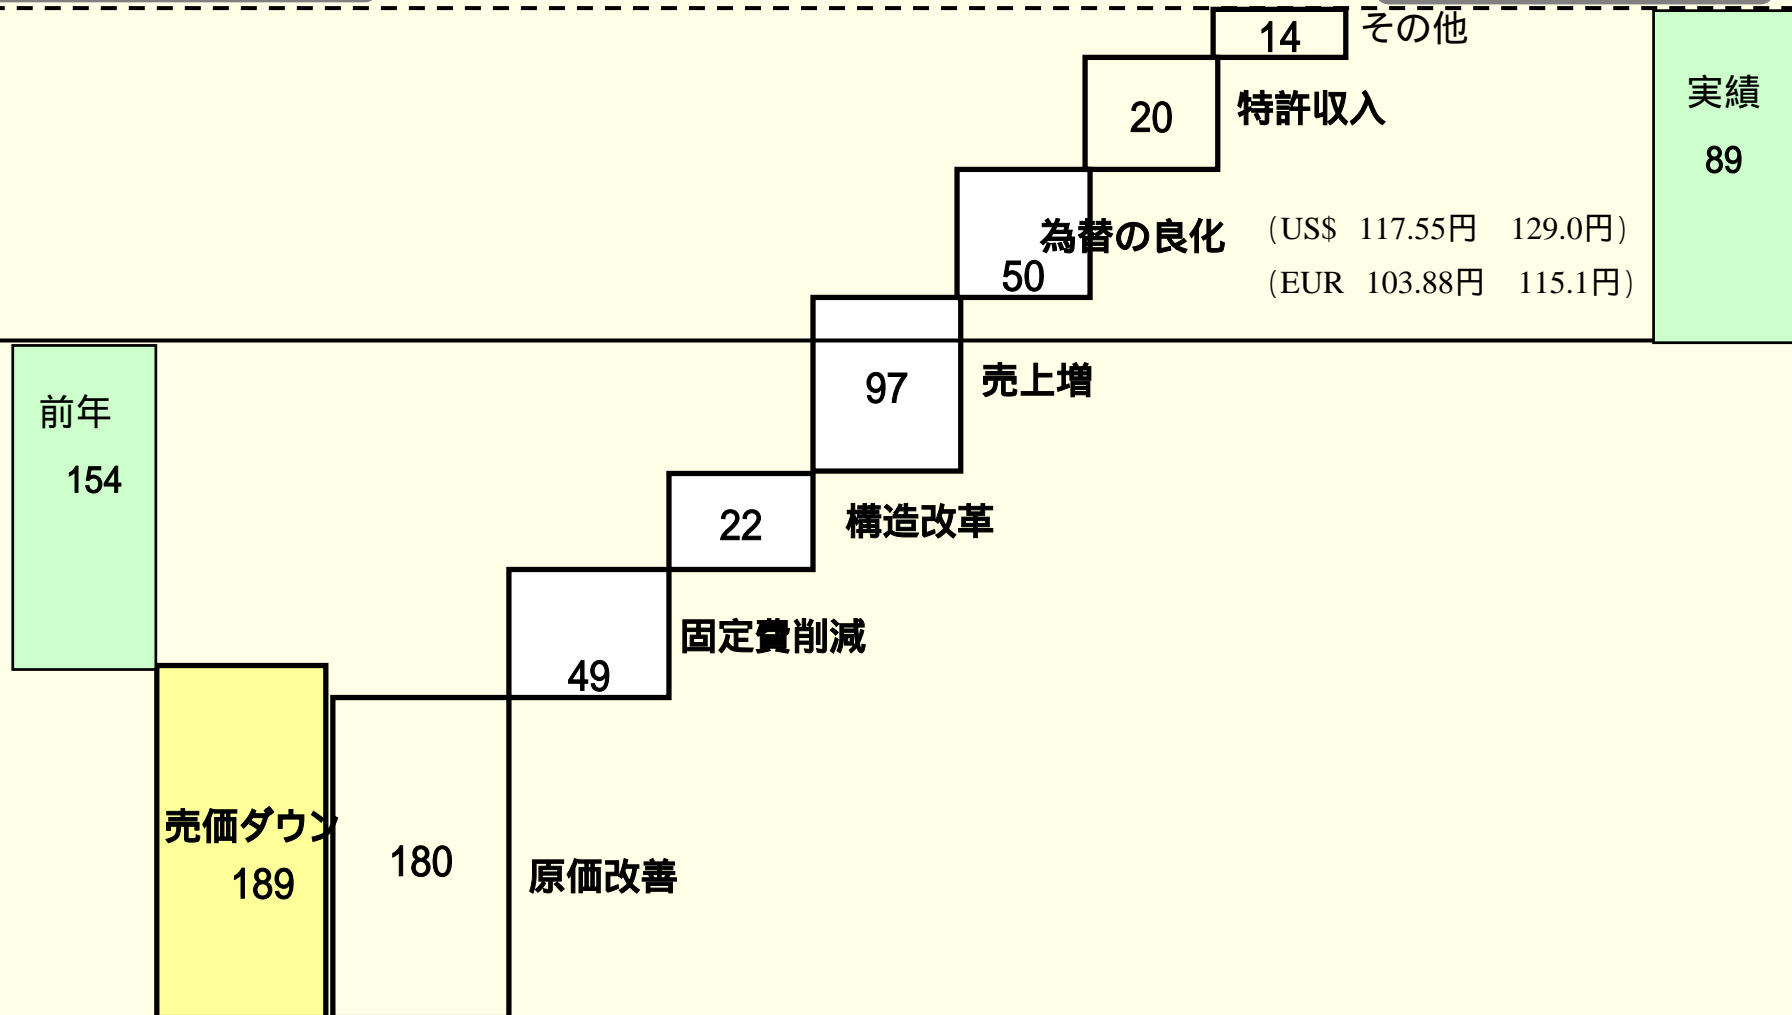 14 その他
20 特許収入
実績
89
為替の良化 (US$ 117.55円 129.0円)
50 (EUR 103.88円 115.1円)
97 売上増
前年
154
22 構造改革
49 固定費削減
売価ダウン
189
180 原価改善